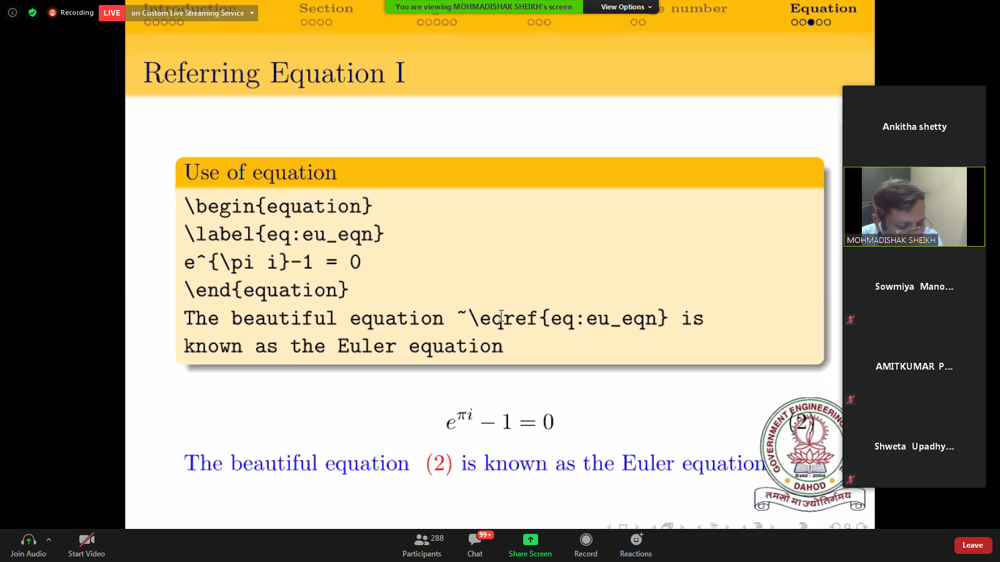 Recording
LIVE
on Custom Live Streaming Service
You are viewing MOHMADISHAK SHEIKH's screen
View Options
Introduction
Section
e number
Equation
Referring Equation I
Use of equation
\begin{equation}
\label{eq:eu_eqn}
e^{\pi i}-1 = 0
\end{equation}
The beautiful equation ~\eqref{eq:eu_eqn} is
known as the Euler equation
e^{πi} − 1 = 0
(2)
The beautiful equation (2) is known as the Euler equation
GOVERNMENT ENGINEERING
Estd : 2004
DAHOD
तमसो मा ज्योतिर्गमय
Ankitha shetty
MOHMADISHAK SHEIKH
Sowmiya Mano...
AMITKUMAR P...
Shweta Upadhy...
Join Audio
Start Video
288
Participants
99+
Chat
Share Screen
Record
Reactions
Leave